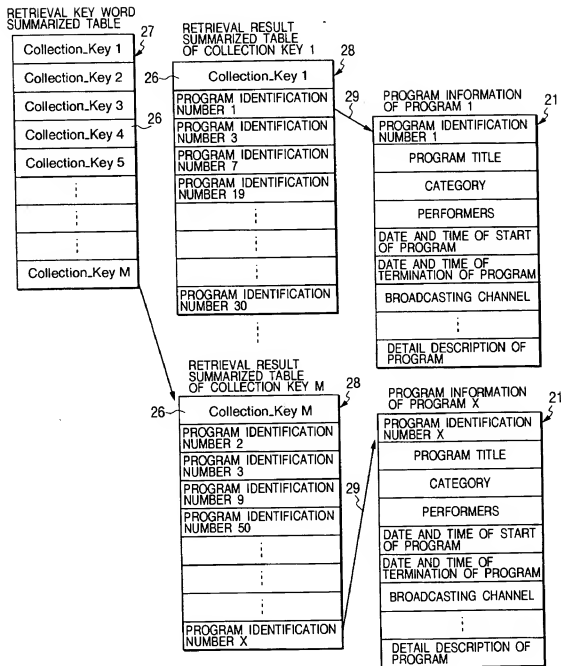 RETRIEVAL KEY WORD
SUMMARIZED TABLE
27
Collection_Key 1
Collection_Key 2
Collection_Key 3
Collection_Key 4
26
Collection_Key 5
Collection_Key M
RETRIEVAL RESULT
SUMMARIZED TABLE
OF COLLECTION KEY 1
28
26
Collection_Key 1
PROGRAM IDENTIFICATION
NUMBER 1
PROGRAM IDENTIFICATION
NUMBER 3
PROGRAM IDENTIFICATION
NUMBER 7
PROGRAM IDENTIFICATION
NUMBER 19
PROGRAM IDENTIFICATION
NUMBER 30
29
PROGRAM INFORMATION
OF PROGRAM 1
21
PROGRAM IDENTIFICATION
NUMBER 1
PROGRAM TITLE
CATEGORY
PERFORMERS
DATE AND TIME OF START
OF PROGRAM
DATE AND TIME OF
TERMINATION OF PROGRAM
BROADCASTING CHANNEL
DETAIL DESCRIPTION OF
PROGRAM
RETRIEVAL RESULT
SUMMARIZED TABLE
OF COLLECTION KEY M
28
26
Collection_Key M
PROGRAM IDENTIFICATION
NUMBER 2
PROGRAM IDENTIFICATION
NUMBER 3
PROGRAM IDENTIFICATION
NUMBER 9
PROGRAM IDENTIFICATION
NUMBER 50
PROGRAM IDENTIFICATION
NUMBER X
29
PROGRAM INFORMATION
OF PROGRAM X
21
PROGRAM IDENTIFICATION
NUMBER X
PROGRAM TITLE
CATEGORY
PERFORMERS
DATE AND TIME OF START
OF PROGRAM
DATE AND TIME OF
TERMINATION OF PROGRAM
BROADCASTING CHANNEL
DETAIL DESCRIPTION OF
PROGRAM